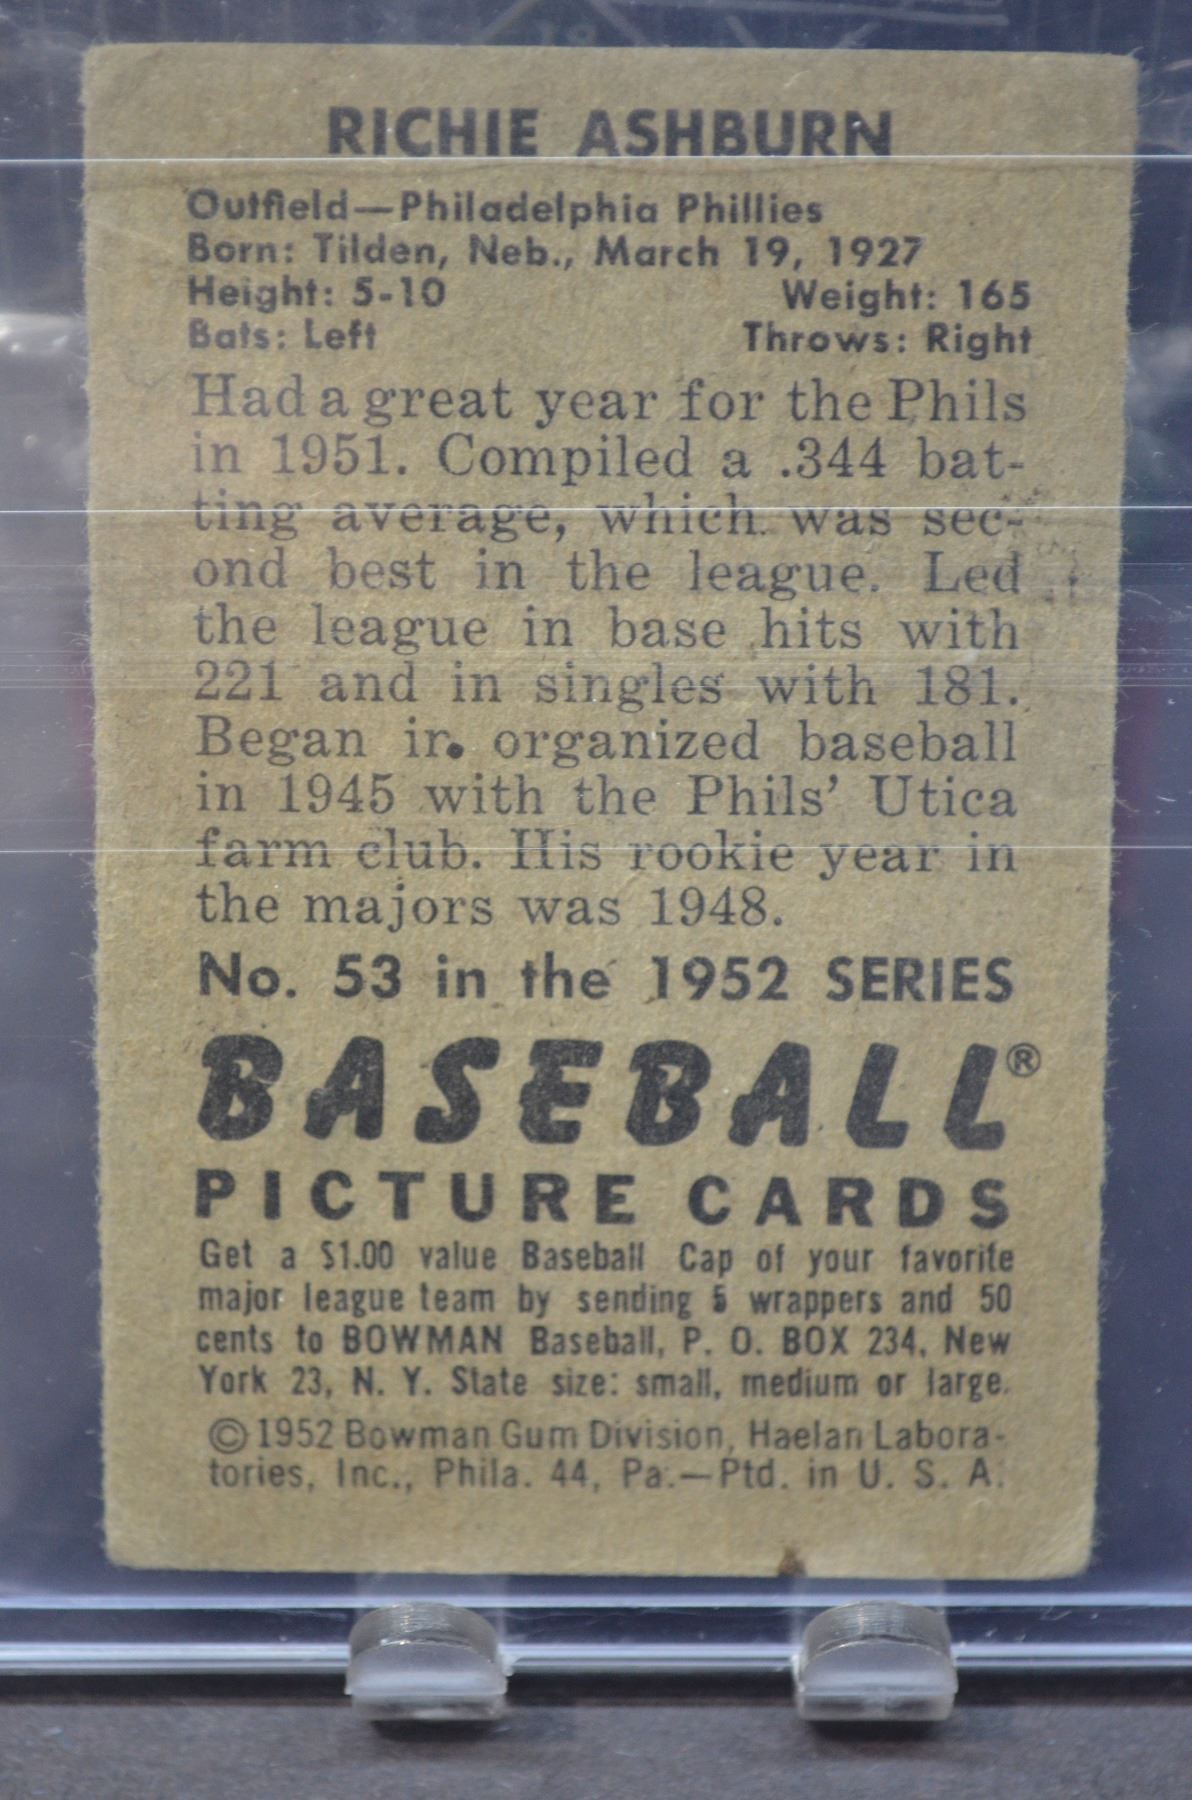 RICHIE ASHBURN
Outfield—Philadelphia Phillies
Born: Tilden, Neb., March 19, 1927
Height: 5-10 Weight: 165
Bats: Left Throws: Right
Had a great year for the Phils
in 1951. Compiled a .344 bat-
ting average, which was sec-
ond best in the league. Led
the league in base hits with
221 and in singles with 181.
Began in organized baseball
in 1945 with the Phils' Utica
farm club. His rookie year in
the majors was 1948.
No. 53 in the 1952 SERIES
BASEBALL®
PICTURE CARDS
Get a $1.00 value Baseball Cap of your favorite
major league team by sending 5 wrappers and 50
cents to BOWMAN Baseball, P. O. BOX 234, New
York 23, N. Y. State size: small, medium or large.
© 1952 Bowman Gum Division, Haelan Labora-
tories, Inc., Phila. 44, Pa.—Ptd. in U. S. A.